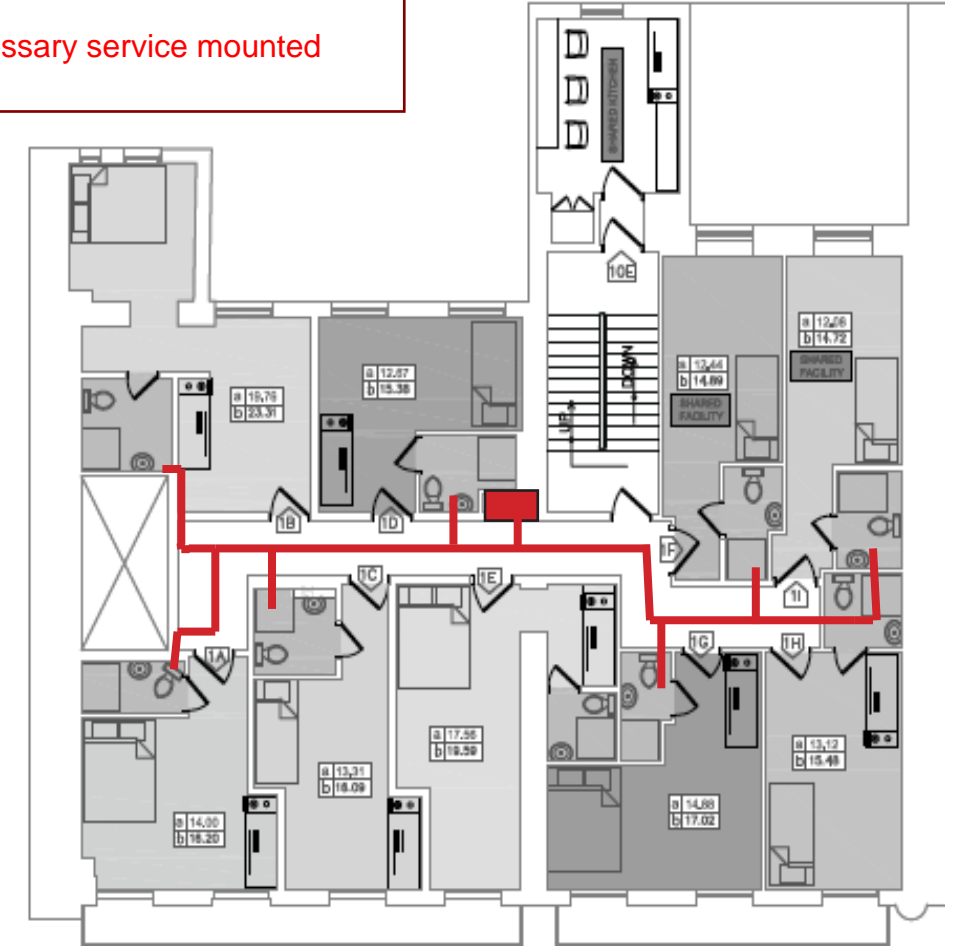 ssary service mounted
SHARED KITCHEN
10E
DOWN
UP
a 12.08
b 14.72
SHARED
FACILITY
a 12.44
b 14.89
SHARED
FACILITY
a 12.67
b 15.38
a 19.76
b 23.31
1B
1D
1F
1C
1E
1I
1A
1G
1H
a 17.56
b 19.59
a 13.12
b 15.48
a 13.31
b 16.09
a 14.88
b 17.02
a 14.00
b 16.20